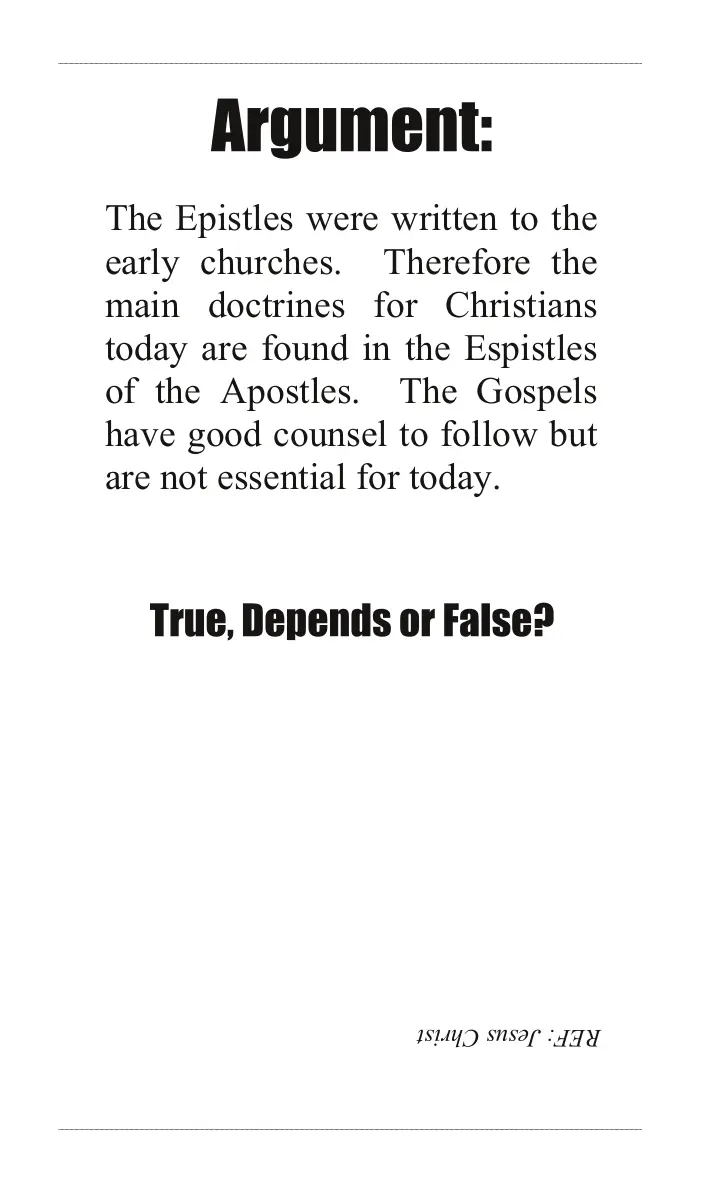 Argument:
The Epistles were written to the
early churches. Therefore the
main doctrines for Christians
today are found in the Espistles
of the Apostles. The Gospels
have good counsel to follow but
are not essential for today.
True, Depends or False?
REF: Jesus Christ